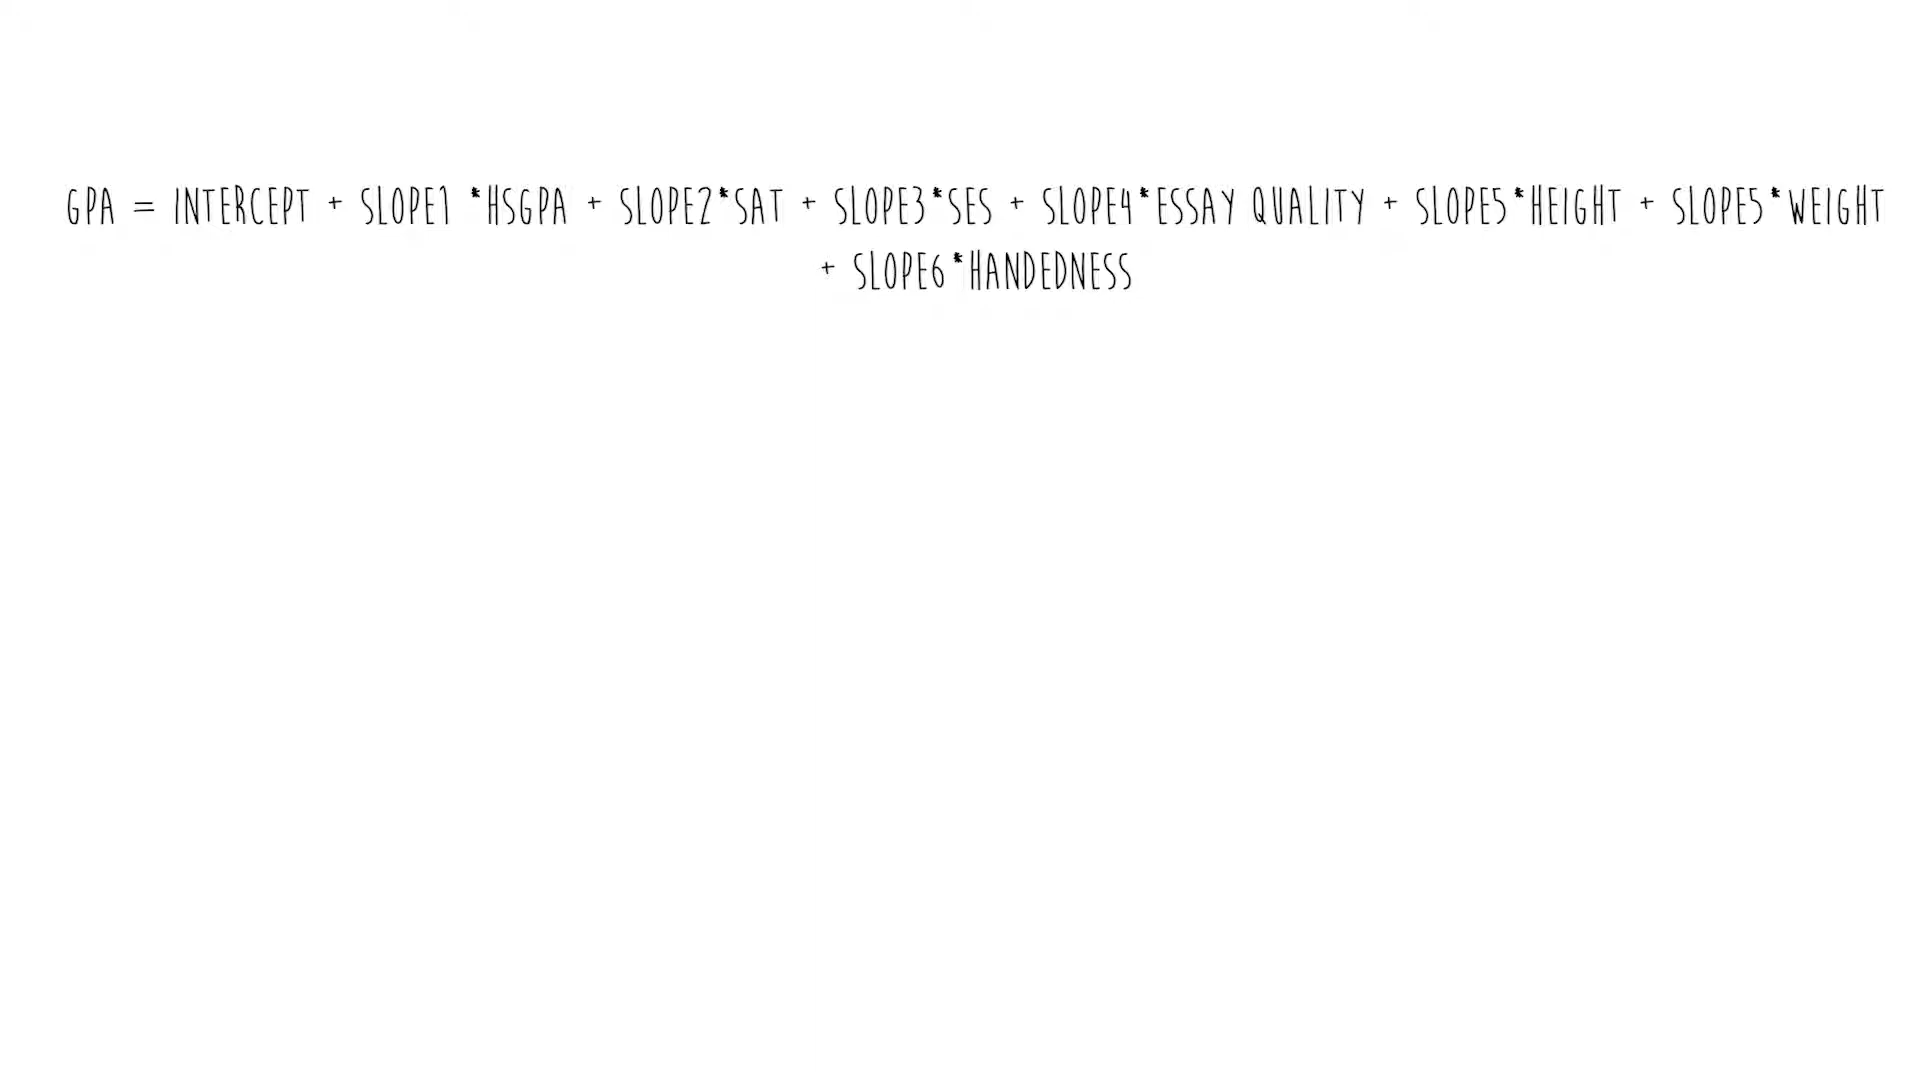 GPA = INTERCEPT + SLOPE1 *HSGPA + SLOPE2*SAT + SLOPE3*SES + SLOPE4*ESSAY QUALITY + SLOPE5*HEIGHT + SLOPE5*WEIGHT
+ SLOPE6*HANDEDNESS